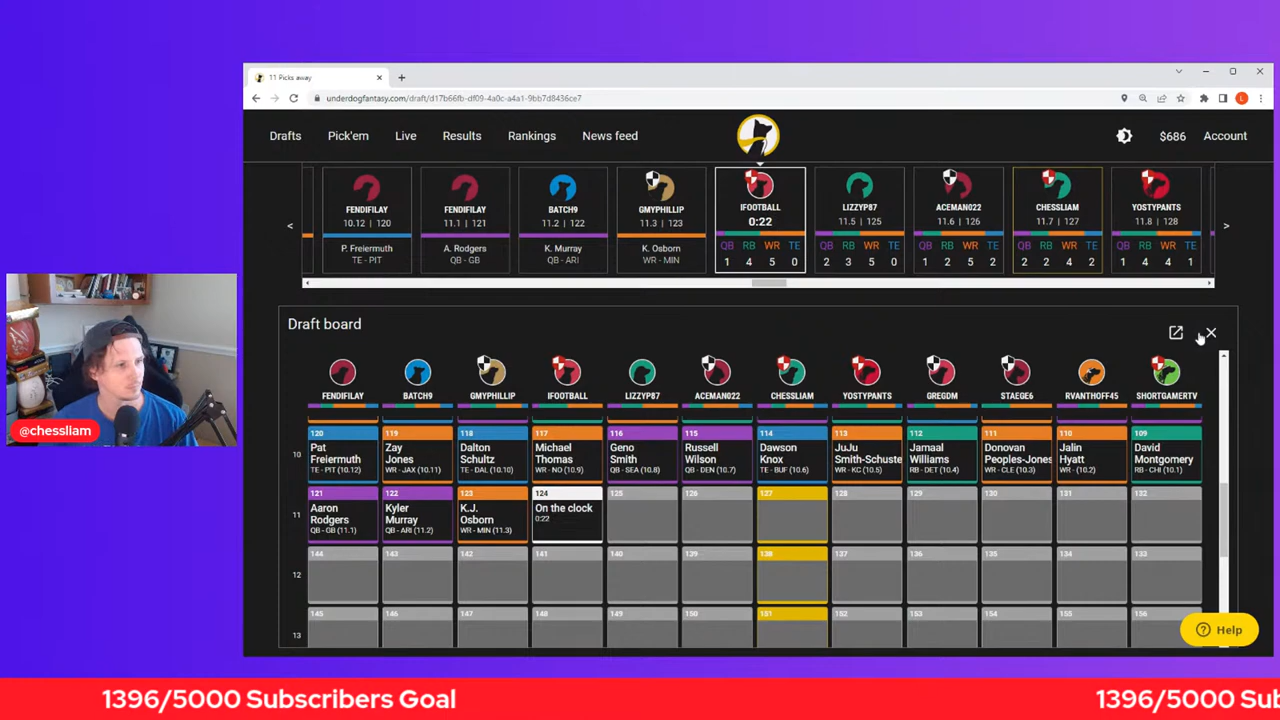 11 Picks away
underdogfantasy.com/draft/d17b66fb-df09-4a0c-a4a1-9bb7d8436ce7
Drafts Pick'em Live Results Rankings News feed $686 Account
FENDIFILAY FENDIFILAY BATCH9 GMYPHILLIP IFOOTBALL LIZZYP87 ACEMAN022 CHESSLIAM YOSTYPANTS
10.12 | 120 11.1 | 121 11.2 | 122 11.3 | 123 0:22 11.5 | 125 11.6 | 126 11.7 | 127 11.8 | 128
P. Freiermuth A. Rodgers K. Murray K. Osborn QB RB WR TE QB RB WR TE QB RB WR TE QB RB WR TE QB RB WR TE
TE - PIT QB - GB QB - ARI WR - MIN 1 4 5 0 2 3 5 0 1 2 5 2 2 2 4 2 1 4 4 1
Draft board
FENDIFILAY BATCH9 GMYPHILLIP IFOOTBALL LIZZYP87 ACEMAN022 CHESSLIAM YOSTYPANTS GREGDM STAEGE6 RVANTHOFF45 SHORTGAMERTV
120 119 118 117 116 115 114 113 112 111 110 109
10 Pat Zay Dalton Michael Geno Russell Dawson JuJu Jamaal Donovan Jalin David
Freiermuth Jones Schultz Thomas Smith Wilson Knox Smith-Schuste Williams Peoples-Jones Hyatt Montgomery
TE - PIT (10.12) WR - JAX (10.11) TE - DAL (10.10) WR - NO (10.9) QB - SEA (10.8) QB - DEN (10.7) TE - BUF (10.6) WR - KC (10.5) RB - DET (10.4) WR - CLE (10.3) WR - (10.2) RB - CHI (10.1)
121 122 123 124 125 126 127 128 129 130 131 132
11 Aaron Kyler K.J. On the clock
Rodgers Murray Osborn 0:22
QB - GB (11.1) QB - ARI (11.2) WR - MIN (11.3)
144 143 142 141 140 139 138 137 136 135 134 133
12
145 146 147 148 149 150 151 152 153 154 155 156
13
Help
@chessliam
1396/5000 Subscribers Goal 1396/5000 Sub